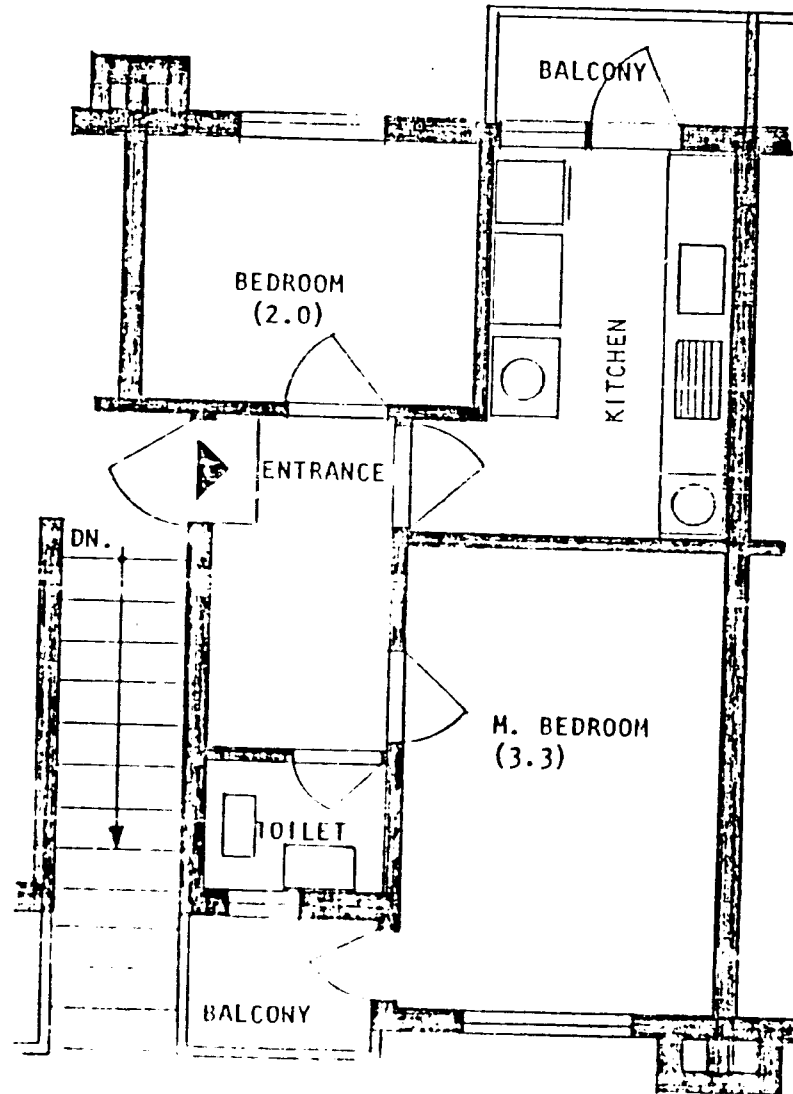 BALCONY
BEDROOM
(2.0)
KITCHEN
ENTRANCE
DN.
M. BEDROOM
(3.3)
TOILET
BALCONY